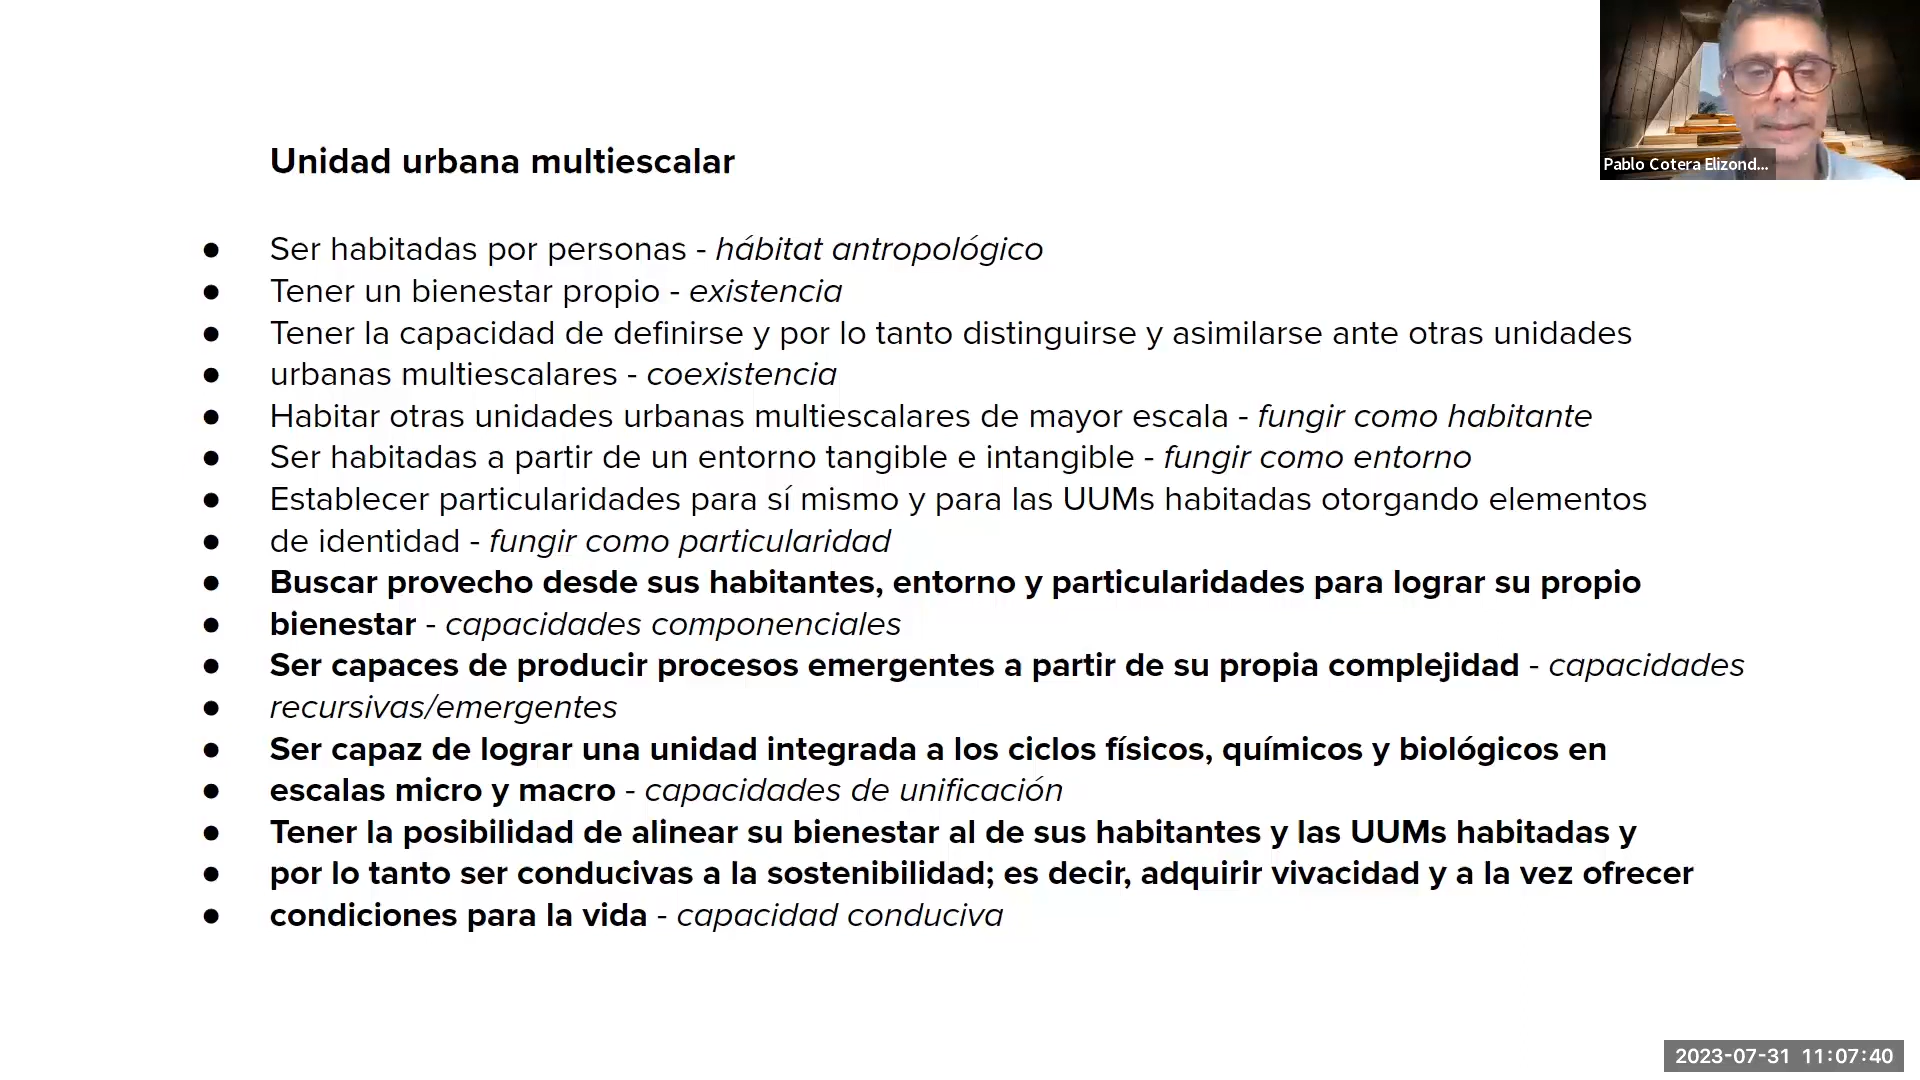 Pablo Cotera Elizond...
Unidad urbana multiescalar
● Ser habitadas por personas - hábitat antropológico
● Tener un bienestar propio - existencia
● Tener la capacidad de definirse y por lo tanto distinguirse y asimilarse ante otras unidades
● urbanas multiescalares - coexistencia
● Habitar otras unidades urbanas multiescalares de mayor escala - fungir como habitante
● Ser habitadas a partir de un entorno tangible e intangible - fungir como entorno
● Establecer particularidades para sí mismo y para las UUMs habitadas otorgando elementos
● de identidad - fungir como particularidad
● Buscar provecho desde sus habitantes, entorno y particularidades para lograr su propio
● bienestar - capacidades componenciales
● Ser capaces de producir procesos emergentes a partir de su propia complejidad - capacidades
● recursivas/emergentes
● Ser capaz de lograr una unidad integrada a los ciclos físicos, químicos y biológicos en
● escalas micro y macro - capacidades de unificación
● Tener la posibilidad de alinear su bienestar al de sus habitantes y las UUMs habitadas y
● por lo tanto ser conducivas a la sostenibilidad; es decir, adquirir vivacidad y a la vez ofrecer
● condiciones para la vida - capacidad conduciva
2023-07-31 11:07:40